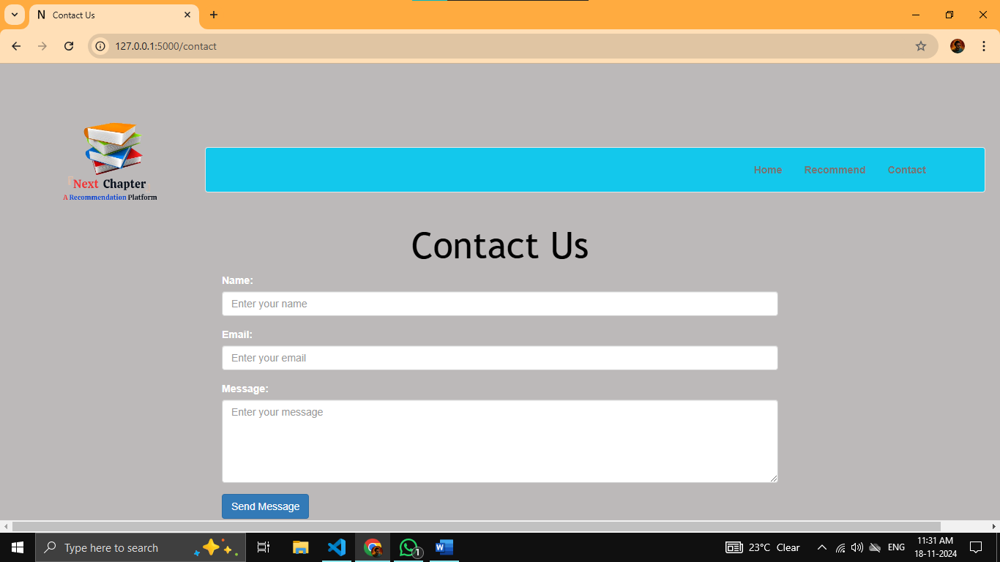 N Contact Us
127.0.0.1:5000/contact
Next Chapter
A Recommendation Platform
Home Recommend Contact
Contact Us
Name:
Enter your name
Email:
Enter your email
Message:
Enter your message
Send Message
Type here to search
1
W
23°C Clear
ENG
11:31 AM
18-11-2024